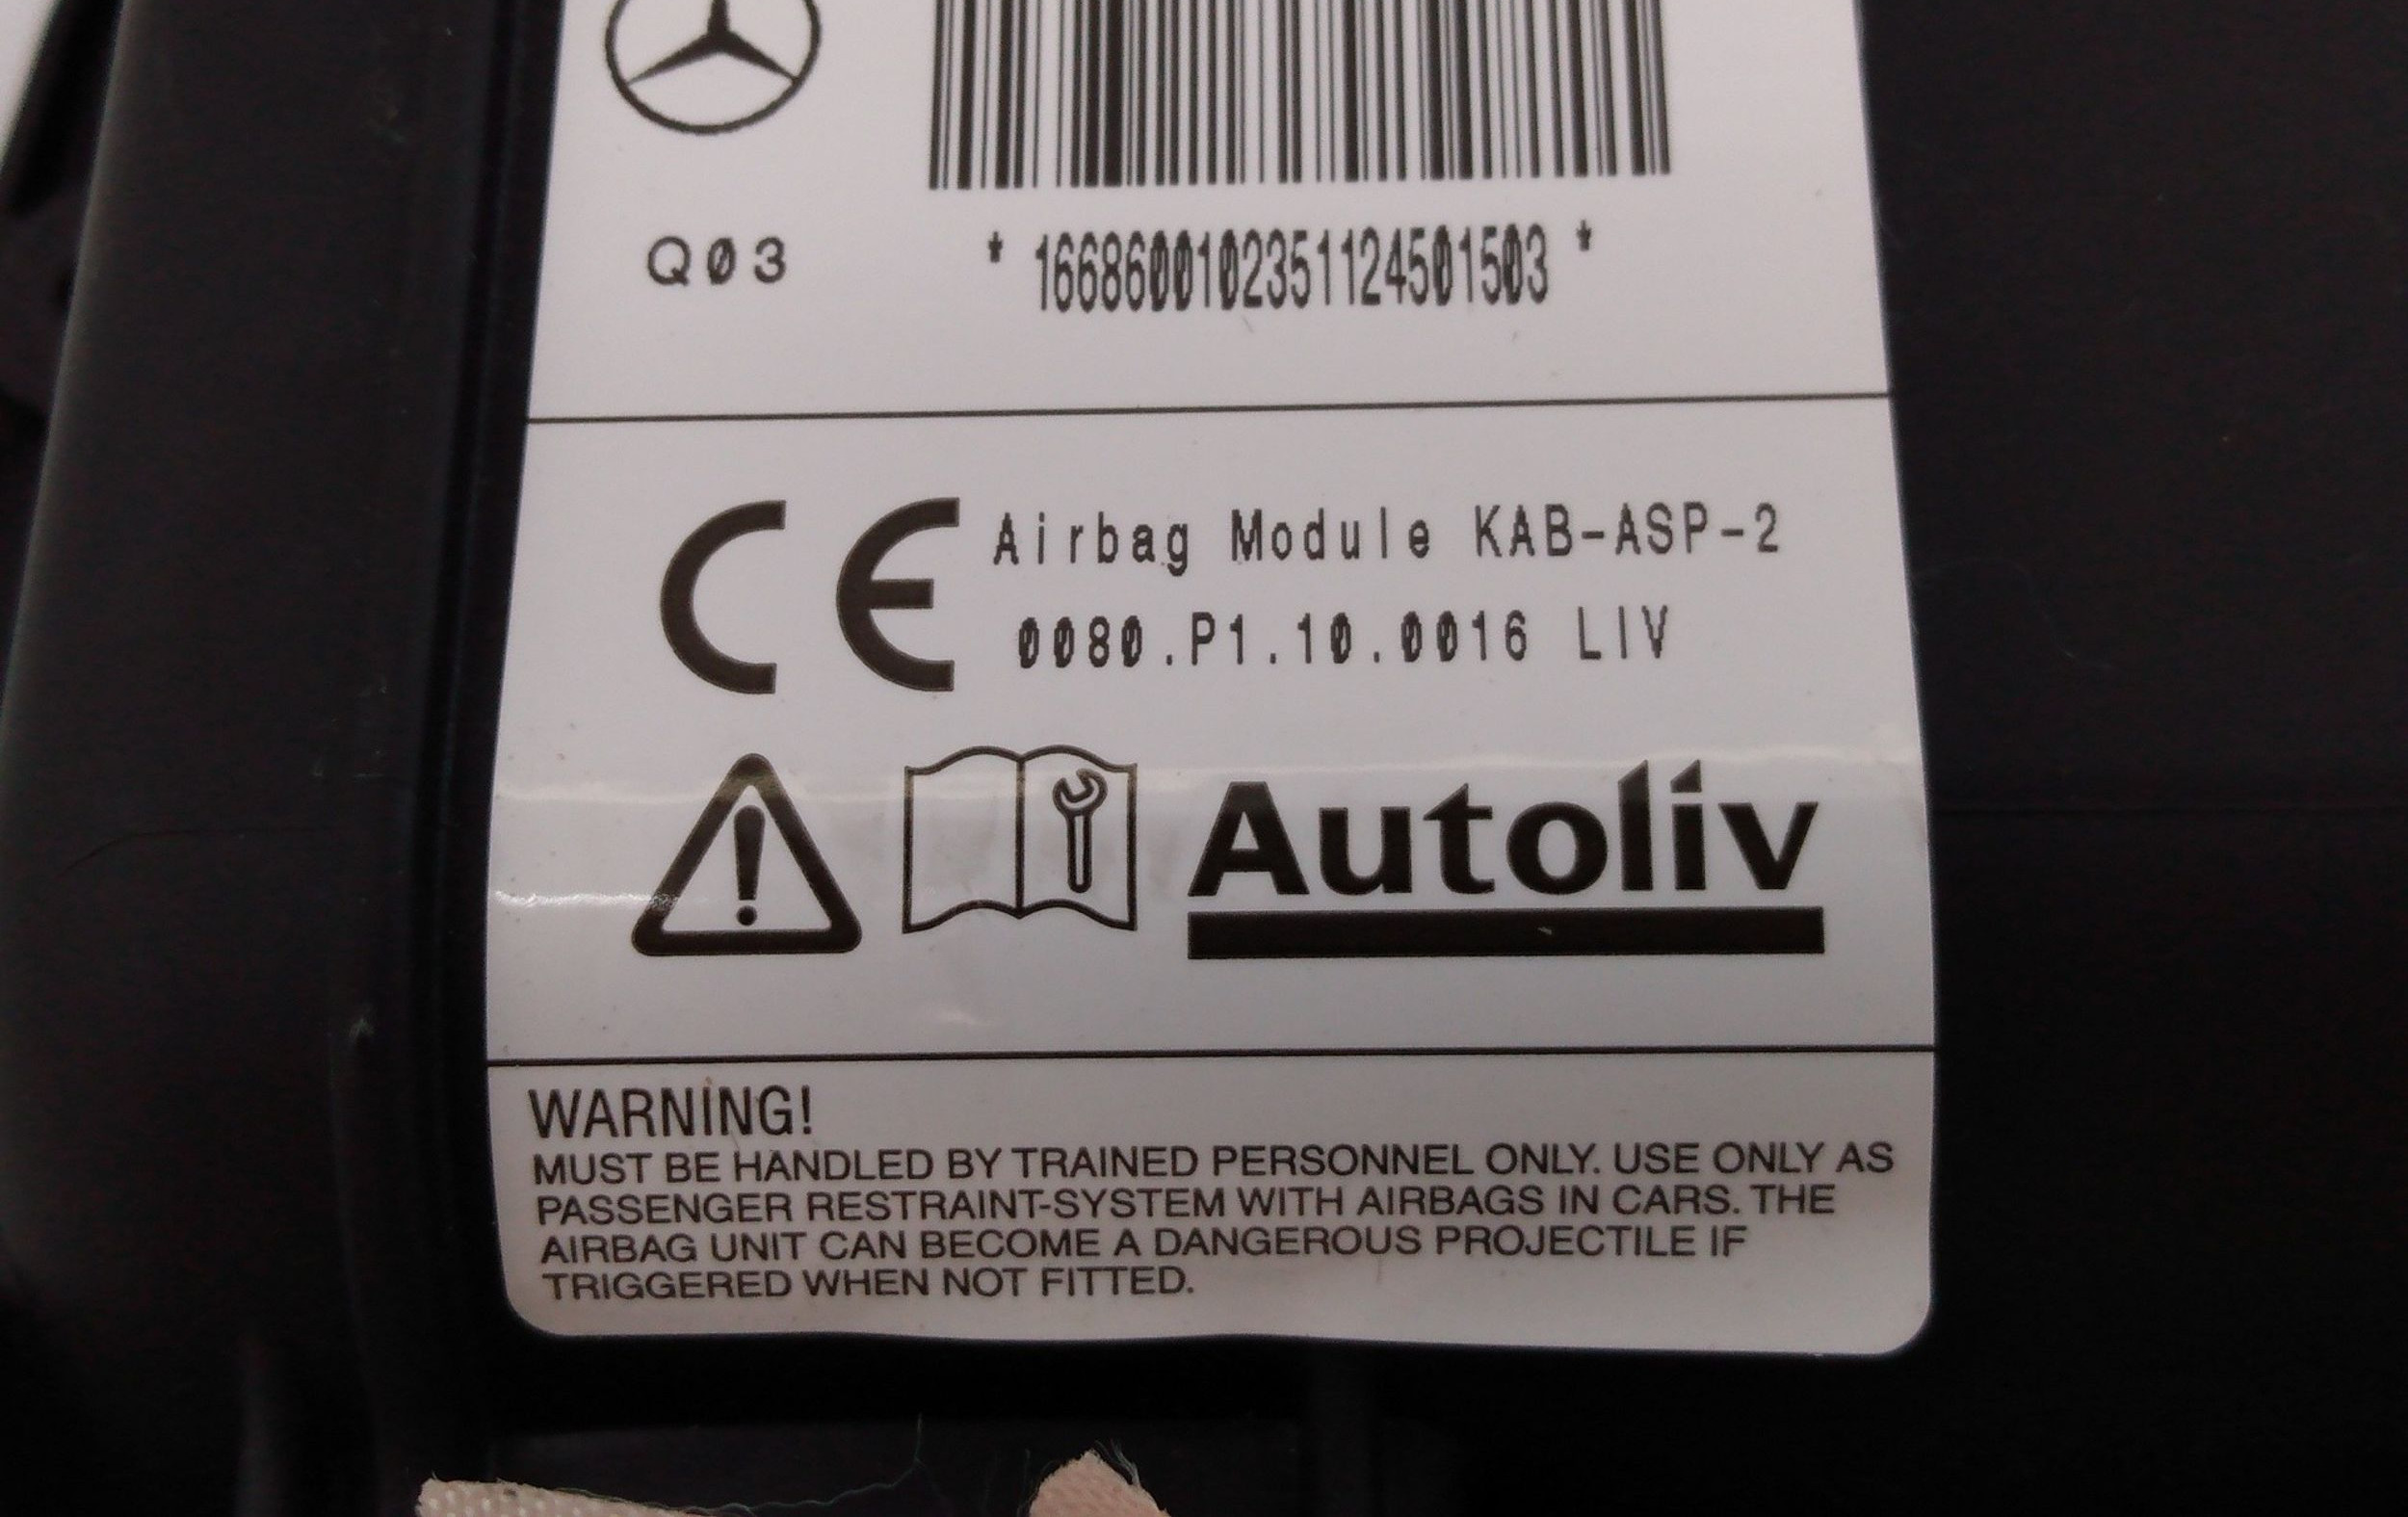 Q03
* 1668600102351124501503 *
CE
Airbag Module KAB-ASP-2
0080.P1.10.0016 LIV
Autoliv
WARNING!
MUST BE HANDLED BY TRAINED PERSONNEL ONLY. USE ONLY AS
PASSENGER RESTRAINT-SYSTEM WITH AIRBAGS IN CARS. THE
AIRBAG UNIT CAN BECOME A DANGEROUS PROJECTILE IF
TRIGGERED WHEN NOT FITTED.